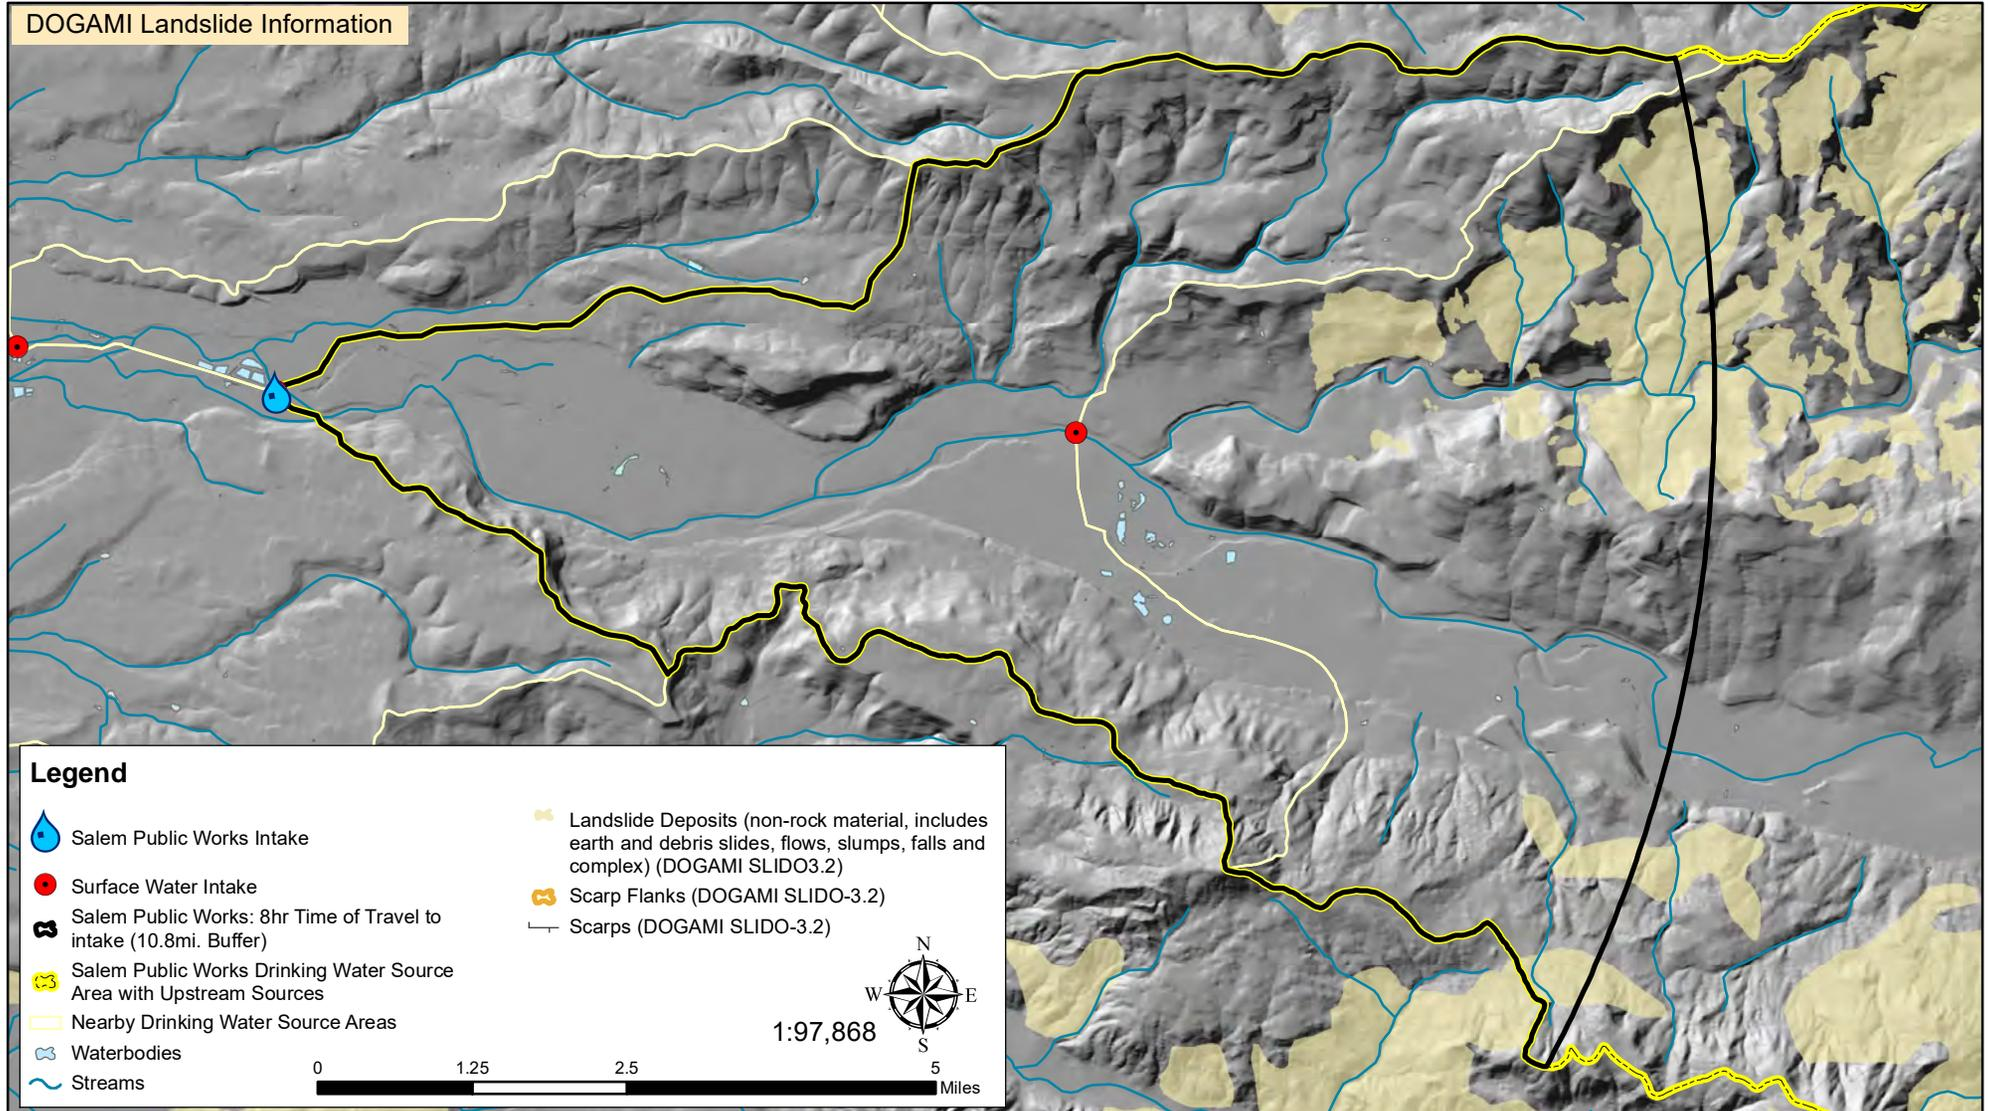 DOGAMI Landslide Information
Legend
Salem Public Works Intake
Surface Water Intake
Salem Public Works: 8hr Time of Travel to
intake (10.8mi. Buffer)
Salem Public Works Drinking Water Source
Area with Upstream Sources
Nearby Drinking Water Source Areas
Waterbodies
Streams
Landslide Deposits (non-rock material, includes
earth and debris slides, flows, slumps, falls and
complex) (DOGAMI SLIDO3.2)
Scarp Flanks (DOGAMI SLIDO-3.2)
Scarps (DOGAMI SLIDO-3.2)
N
W E
S
1:97,868
0 1.25 2.5 5
Miles